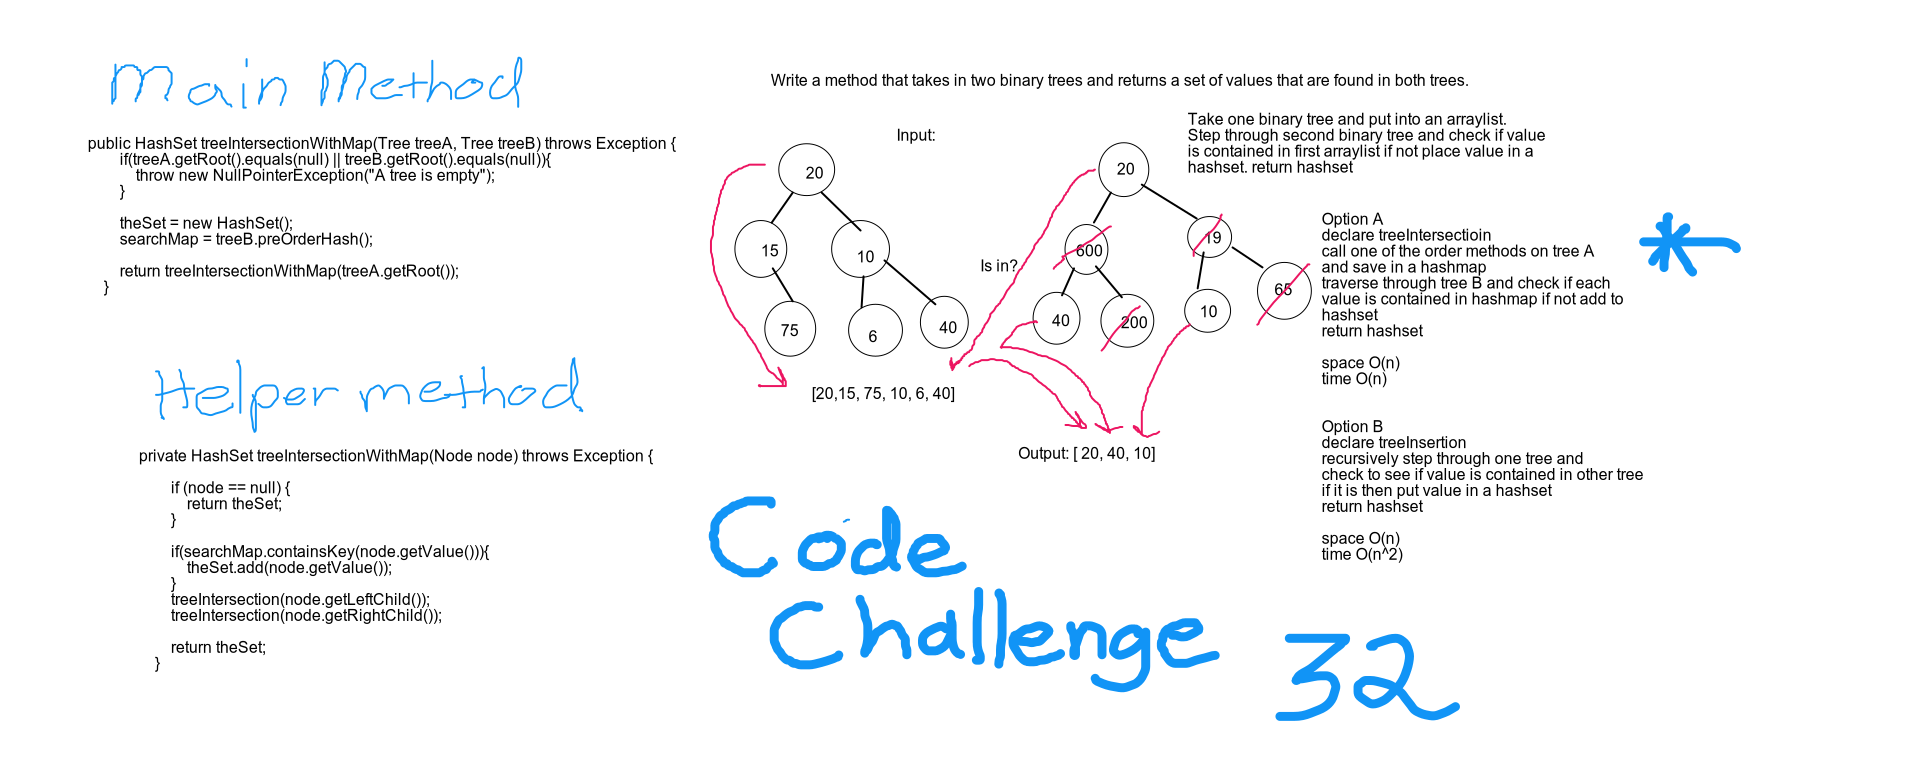 Main Method
public HashSet treeIntersectionWithMap(Tree treeA, Tree treeB) throws Exception {
if(treeA.getRoot().equals(null) || treeB.getRoot().equals(null)){
throw new NullPointerException("A tree is empty");
}
theSet = new HashSet();
searchMap = treeB.preOrderHash();
return treeIntersectionWithMap(treeA.getRoot());
}
Helper method
private HashSet treeIntersectionWithMap(Node node) throws Exception {
if (node == null) {
return theSet;
}
if(searchMap.containsKey(node.getValue())){
theSet.add(node.getValue());
}
treeIntersection(node.getLeftChild());
treeIntersection(node.getRightChild());
return theSet;
}
Write a method that takes in two binary trees and returns a set of values that are found in both trees.
Input:
20
15
10
75
6
40
[20,15, 75, 10, 6, 40]
Is in?
20
600
19
40
200
10
65
Output: [ 20, 40, 10]
Take one binary tree and put into an arraylist.
Step through second binary tree and check if value
is contained in first arraylist if not place value in a
hashset. return hashset
Option A
declare treeIntersectioin
call one of the order methods on tree A
and save in a hashmap
traverse through tree B and check if each
value is contained in hashmap if not add to
hashset
return hashset
space O(n)
time O(n)
Option B
declare treeInsertion
recursively step through one tree and
check to see if value is contained in other tree
if it is then put value in a hashset
return hashset
space O(n)
time O(n^2)
Code
Challenge 32